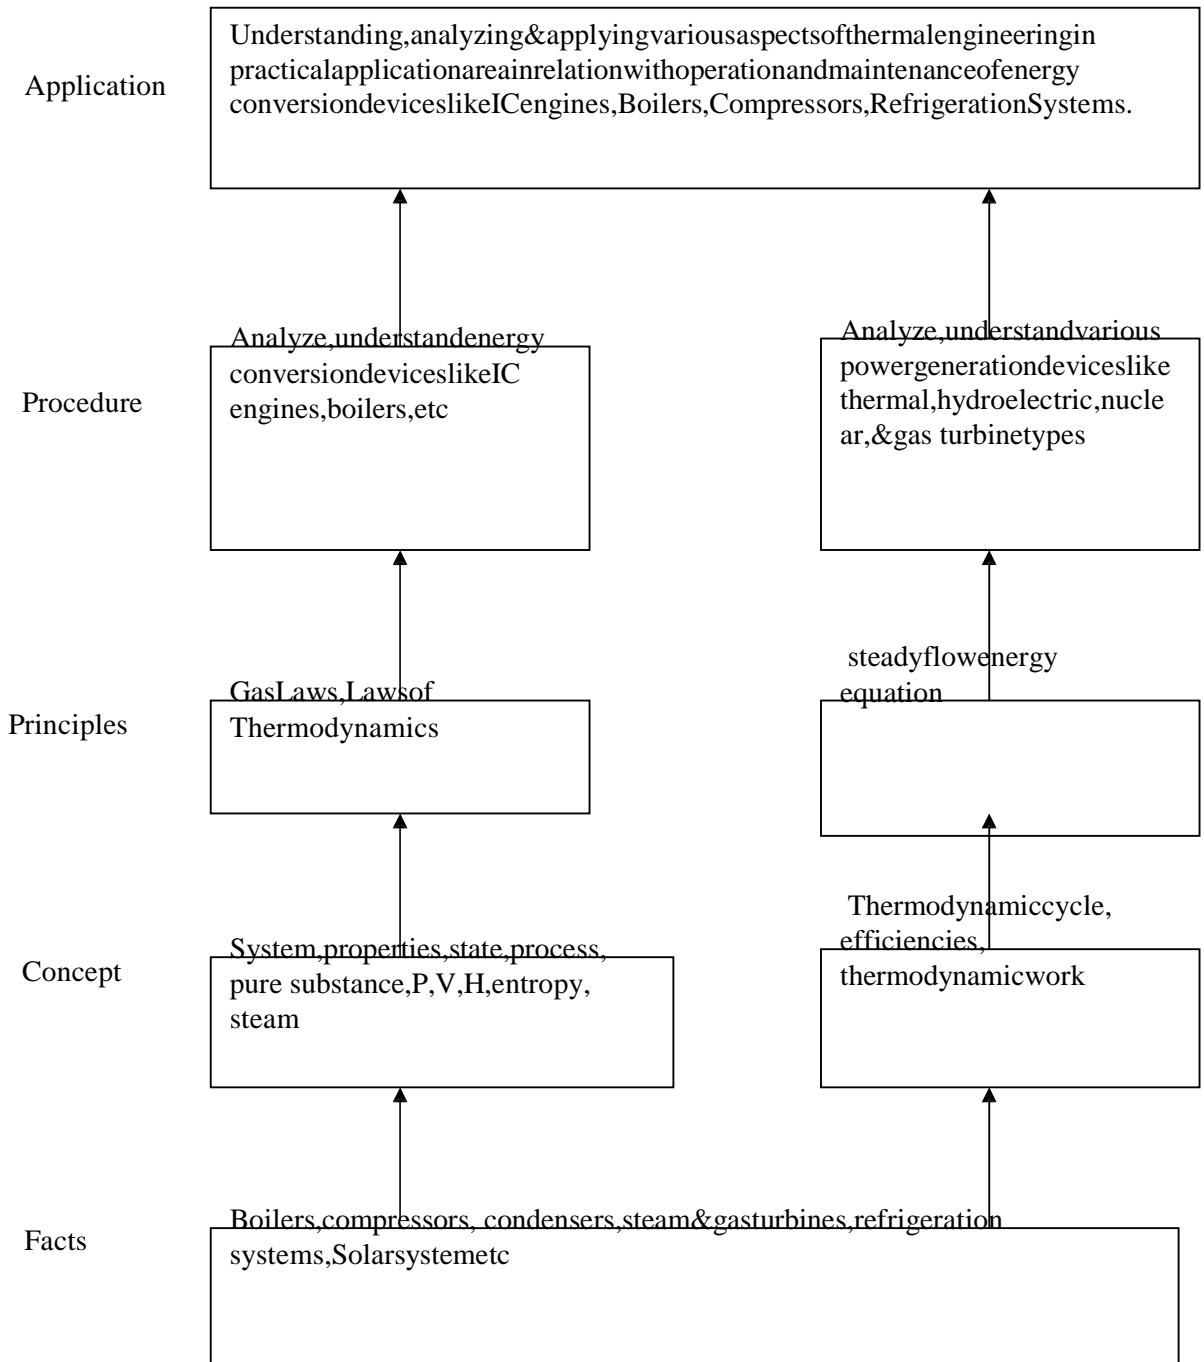 Application
Understanding,analyzing&applyingvariousaspectsofthermalengineeringin
practicalapplicationareainrelationwithoperationandmaintenanceofenergy
conversiondeviceslikeICengines,Boilers,Compressors,RefrigerationSystems.
Procedure
Analyze,understandenergy
conversiondeviceslikeIC
engines,boilers,etc
Analyze,understandvarious
powergenerationdeviceslike
thermal,hydroelectric,nucle
ar,&gas turbinetypes
Principles
GasLaws,Lawsof
Thermodynamics
steadyflowenergy
equation
Concept
System,properties,state,process,
pure substance,P,V,H,entropy,
steam
Thermodynamiccycle,
efficiencies,
thermodynamicwork
Facts
Boilers,compressors, condensers,steam&gasturbines,refrigeration
systems,Solarsystemetc